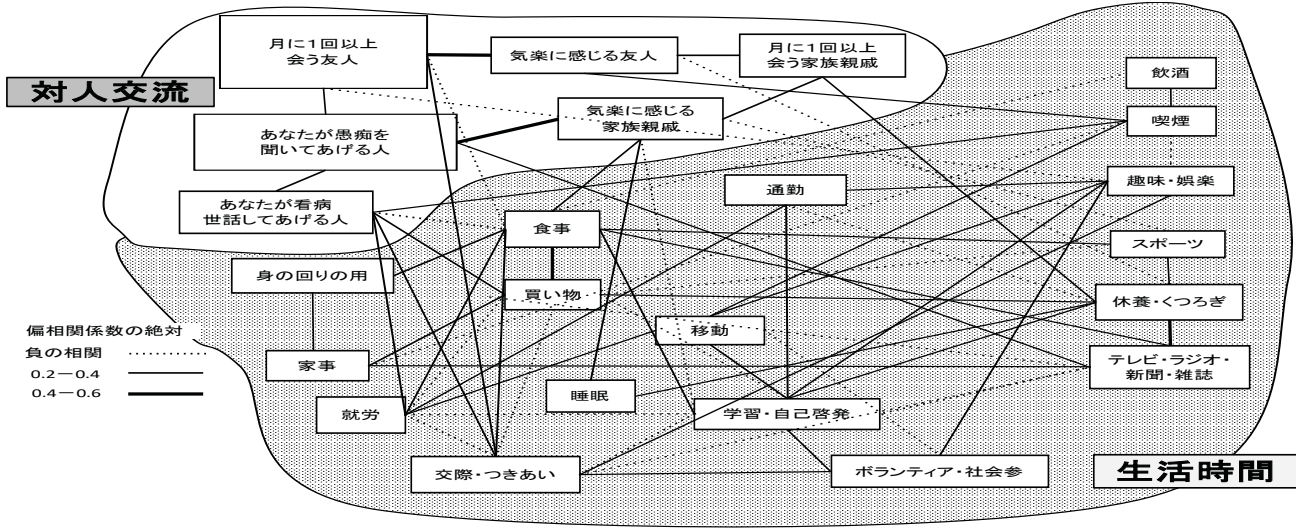 月に1回以上
会う友人
気楽に感じる友人
月に1回以上
会う家族親戚
飲酒
対人交流
気楽に感じる
家族親戚
喫煙
あなたが愚痴を
聞いてあげる人
通勤
趣味・娯楽
あなたが看病
世話してあげる人
食事
スポーツ
身の回りの用
買い物
休養・くつろぎ
偏相関係数の絶対
移動
負の相関
0.2－0.4
0.4－0.6
家事
テレビ・ラジオ・
新聞・雑誌
睡眠
就労
学習・自己啓発
交際・つきあい
ボランティア・社会参
生活時間